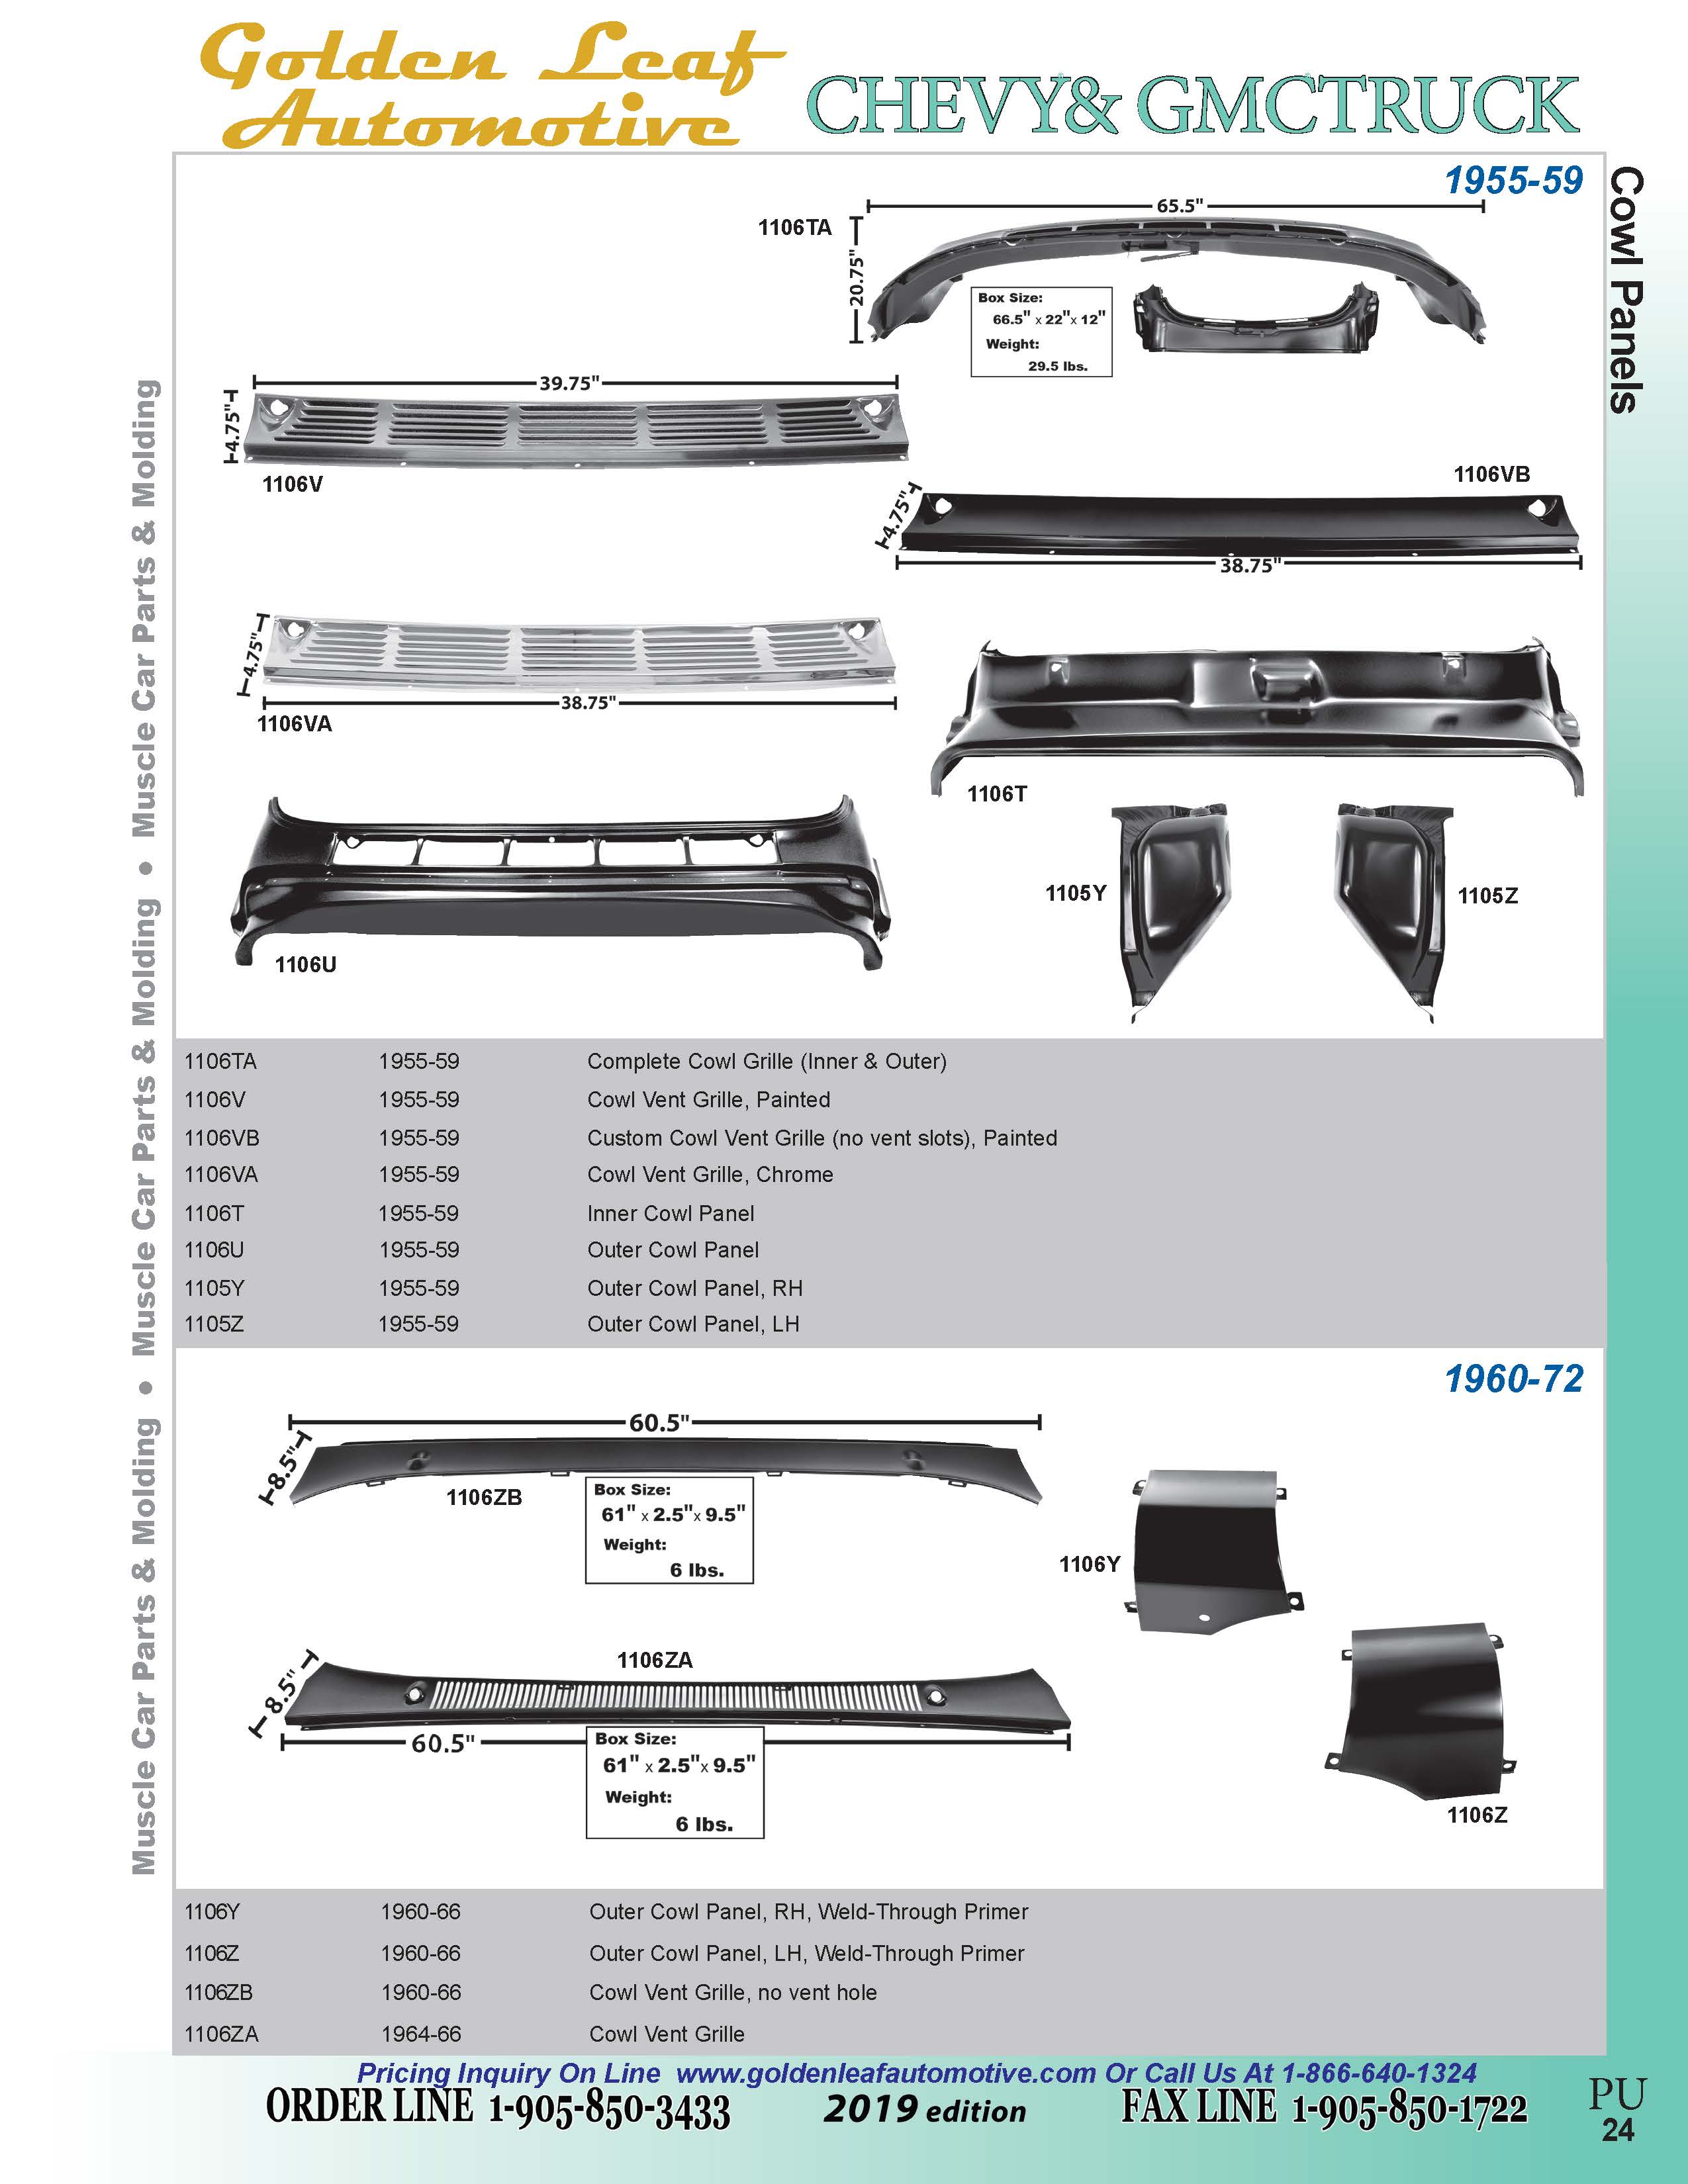 Golden Leaf
Automotive
CHEVY& GMCTRUCK
Cowl Panels
Muscle Car Parts & Molding • Muscle Car Parts & Molding • Muscle Car Parts & Molding
1955-59
65.5"
1106TA
20.75"
Box Size:
66.5" x 22"x 12"
Weight:
29.5 lbs.
39.75"
4.75"
1106V
1106VB
4.75"
38.75"
4.75"
38.75"
1106VA
1106T
1105Y
1105Z
1106U
1106TA 1955-59 Complete Cowl Grille (Inner & Outer)
1106V 1955-59 Cowl Vent Grille, Painted
1106VB 1955-59 Custom Cowl Vent Grille (no vent slots), Painted
1106VA 1955-59 Cowl Vent Grille, Chrome
1106T 1955-59 Inner Cowl Panel
1106U 1955-59 Outer Cowl Panel
1105Y 1955-59 Outer Cowl Panel, RH
1105Z 1955-59 Outer Cowl Panel, LH
1960-72
60.5"
8.5"
1106ZB
Box Size:
61" x 2.5"x 9.5"
Weight:
6 lbs.
1106Y
1106ZA
8.5"
60.5"
Box Size:
61" x 2.5"x 9.5"
Weight:
6 lbs.
1106Z
1106Y 1960-66 Outer Cowl Panel, RH, Weld-Through Primer
1106Z 1960-66 Outer Cowl Panel, LH, Weld-Through Primer
1106ZB 1960-66 Cowl Vent Grille, no vent hole
1106ZA 1964-66 Cowl Vent Grille
Pricing Inquiry On Line www.goldenleafautomotive.com Or Call Us At 1-866-640-1324
ORDER LINE 1-905-850-3433 2019 edition FAX LINE 1-905-850-1722
PU
24